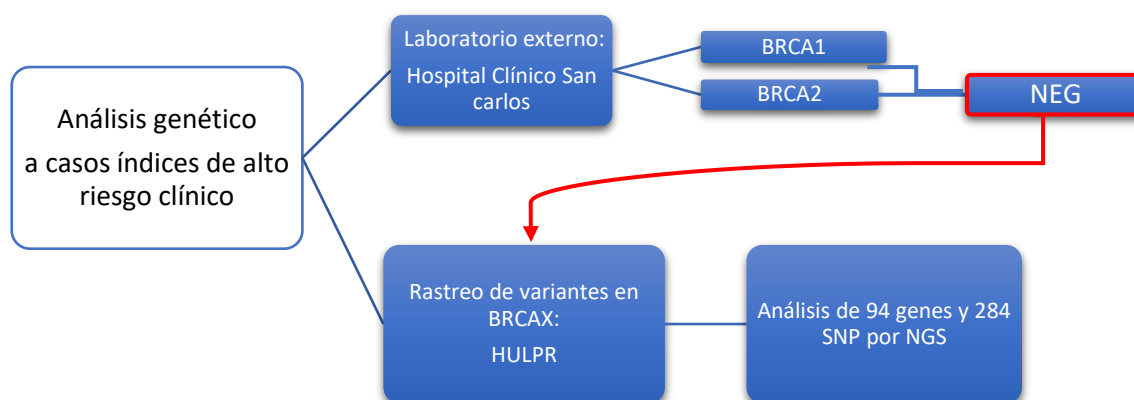 Análisis genético
a casos índices de alto
riesgo clínico
Laboratorio externo:
Hospital Clínico San
carlos
BRCA1
BRCA2
NEG
Rastreo de variantes en
BRCAX:
HULPR
Análisis de 94 genes y 284
SNP por NGS